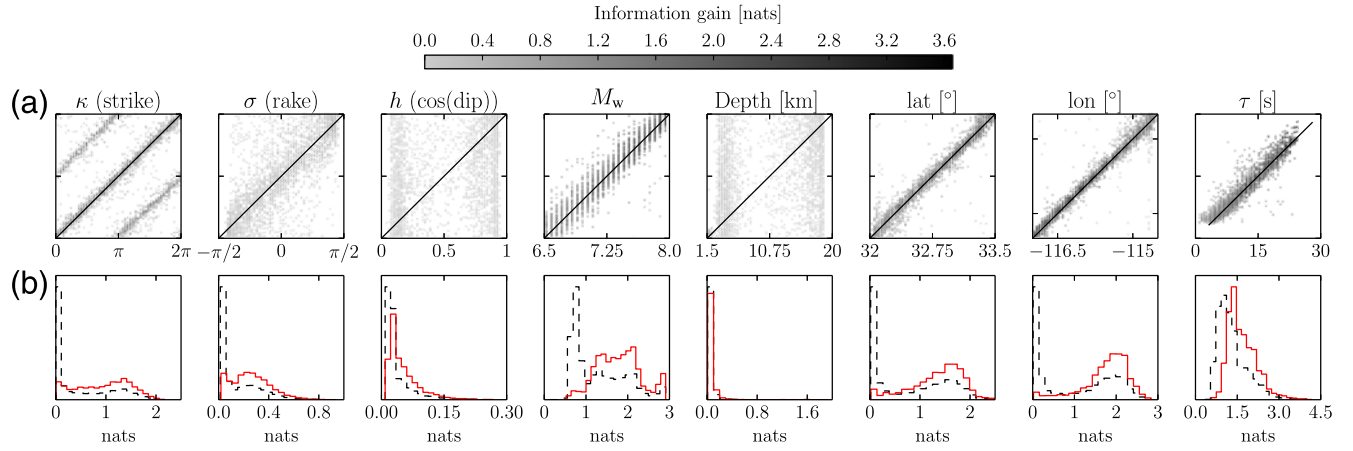 Information gain [nats]
0.0 0.4 0.8 1.2 1.6 2.0 2.4 2.8 3.2 3.6
(a) κ (strike) σ (rake) h (cos(dip)) M_w Depth [km] lat [°] lon [°] τ [s]
0 π 2π −π/2 0 π/2 0 1 6.5 7.25 8.0 1.5 10.75 20 32 32.75 33.5 −116.5 −115 0 15 30
(b)
0 1 2 0.0 0.4 0.8 0.00 0.15 0.30 0 1 2 3 0.0 0.8 1.6 0 1 2 0 1 2 3 0.0 1.5 3.0 4.5
nats nats nats nats nats nats nats nats